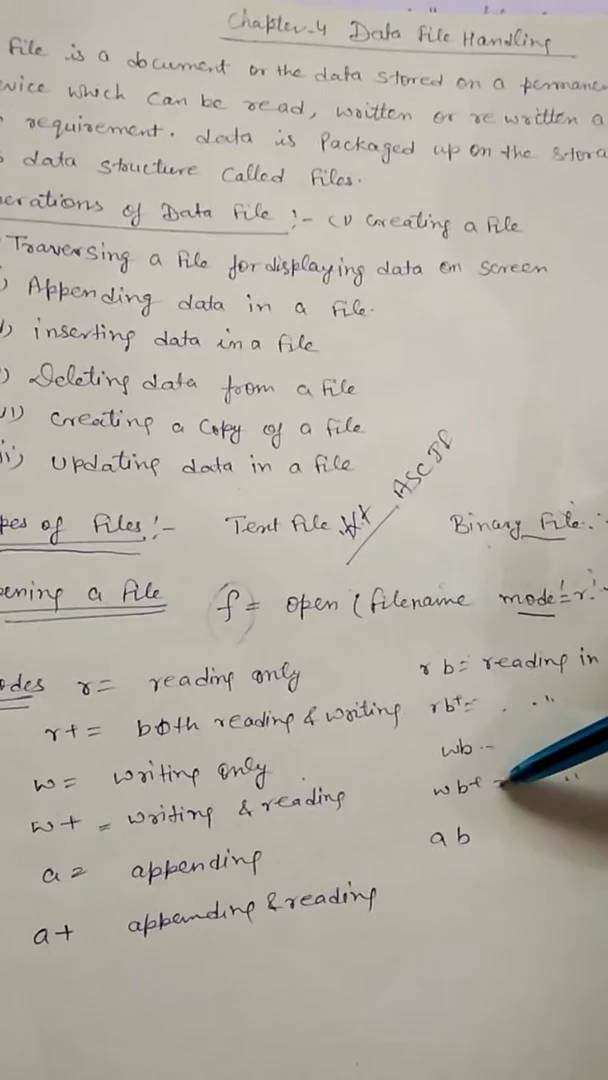 Chapter-4 Data File Handling
File is a document or the data stored on a permanen
vice which can be read, written or re written a
requirement. data is Packaged up on the stora
data structure called files.
erations of Data File :- (i) Creating a file
Traversing a file for displaying data on screen
) Appending data in a file.
) inserting data in a file
) Deleting data from a file
vi) Creating a Copy of a file
ii) updating data in a file
pes of Files :- Text File .txt ASCII Binary File :
ening a file f = open (filename mode='r'
odes r = reading only rb = reading in
r+ = both reading & writing rb+ = . . "
w = writing only wb --
w+ = writing & reading wb+ - "
a = appending ab
a+ appending & reading